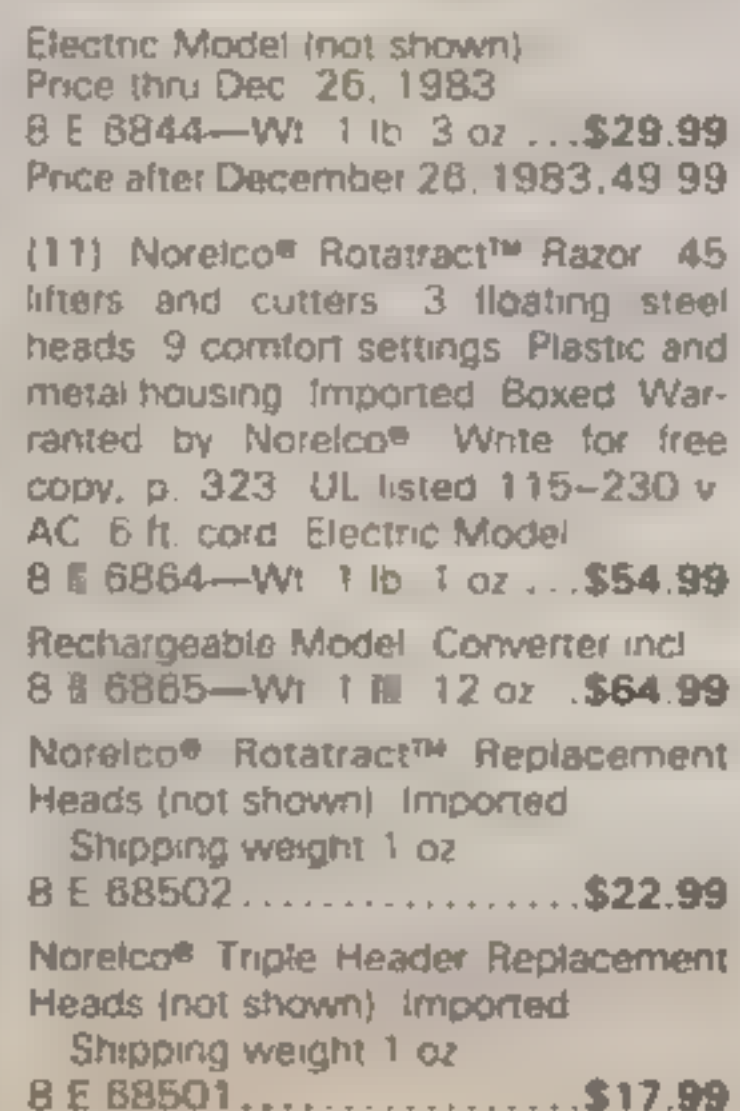 Electric Model (not shown)
Price thru Dec 26, 1983
8 E 6844—Wt 1 lb 3 oz ...$29.99
Price after December 26, 1983.49 99
(11) Norelco® Rotatract™ Razor 45
lifters and cutters 3 floating steel
heads 9 comfort settings Plastic and
metal housing Imported Boxed War-
ranted by Norelco® Write for free
copy, p. 323 UL listed 115–230 v
AC 6 ft. cord Electric Model
8 E 6864—Wt 1 lb 1 oz ...$54.99
Rechargeable Model Converter incl
8 6865—Wt 1 12 oz .$64.99
Norelco® Rotatract™ Replacement
Heads (not shown) Imported
Shipping weight 1 oz
8 E 68502..................$22.99
Norelco® Triple Header Replacement
Heads (not shown) Imported
Shipping weight 1 oz
8 E 68501..................$17.99